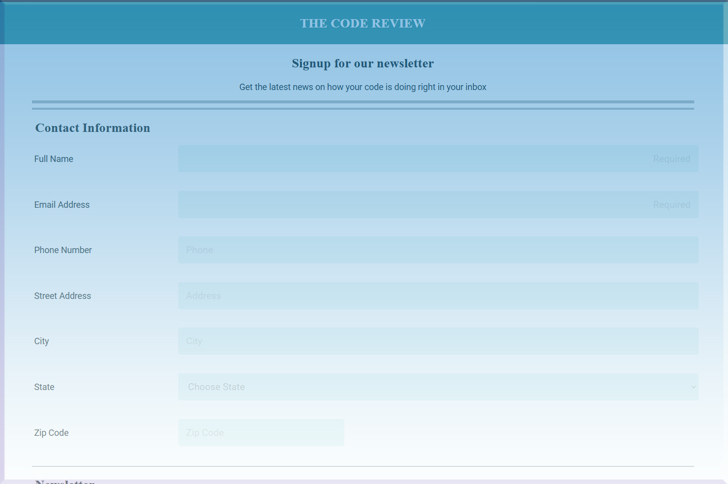 THE CODE REVIEW
Signup for our newsletter
Get the latest news on how your code is doing right in your inbox
Contact Information
Full Name Required
Email Address Required
Phone Number Phone
Street Address Address
City City
State Choose State
Zip Code Zip Code
Newsletter